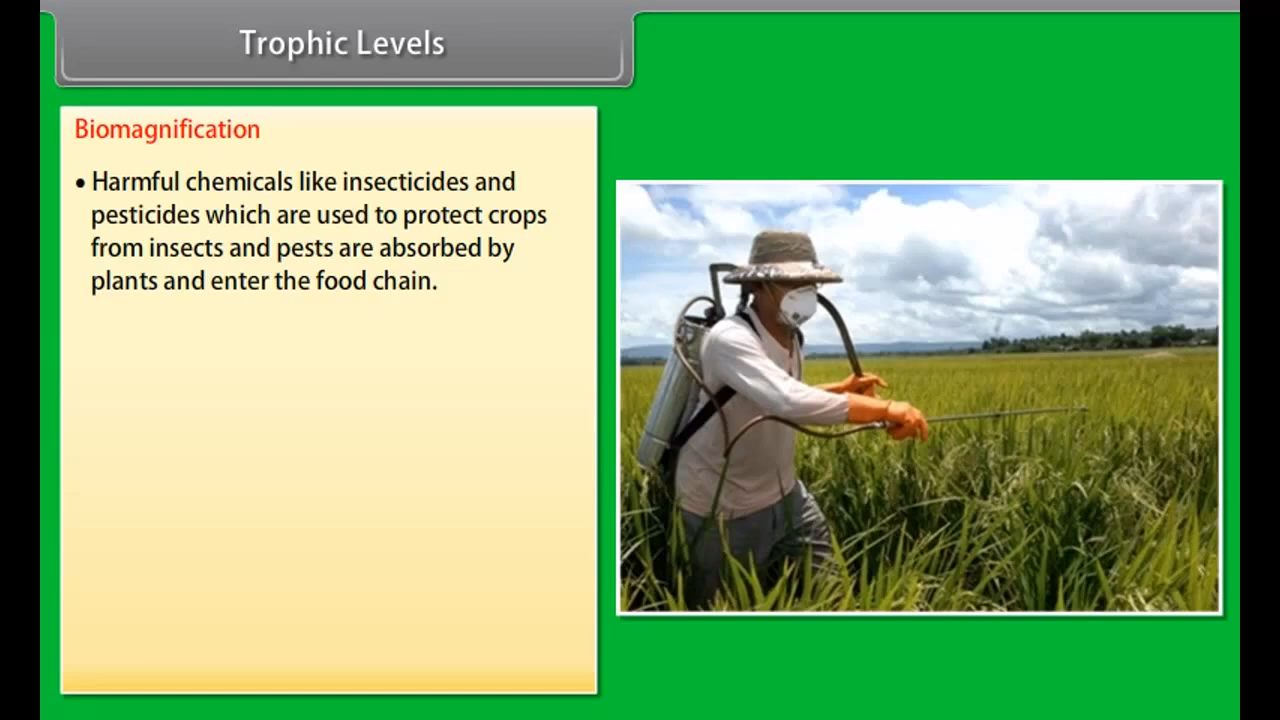 Trophic Levels
Biomagnification
• Harmful chemicals like insecticides and
pesticides which are used to protect crops
from insects and pests are absorbed by
plants and enter the food chain.